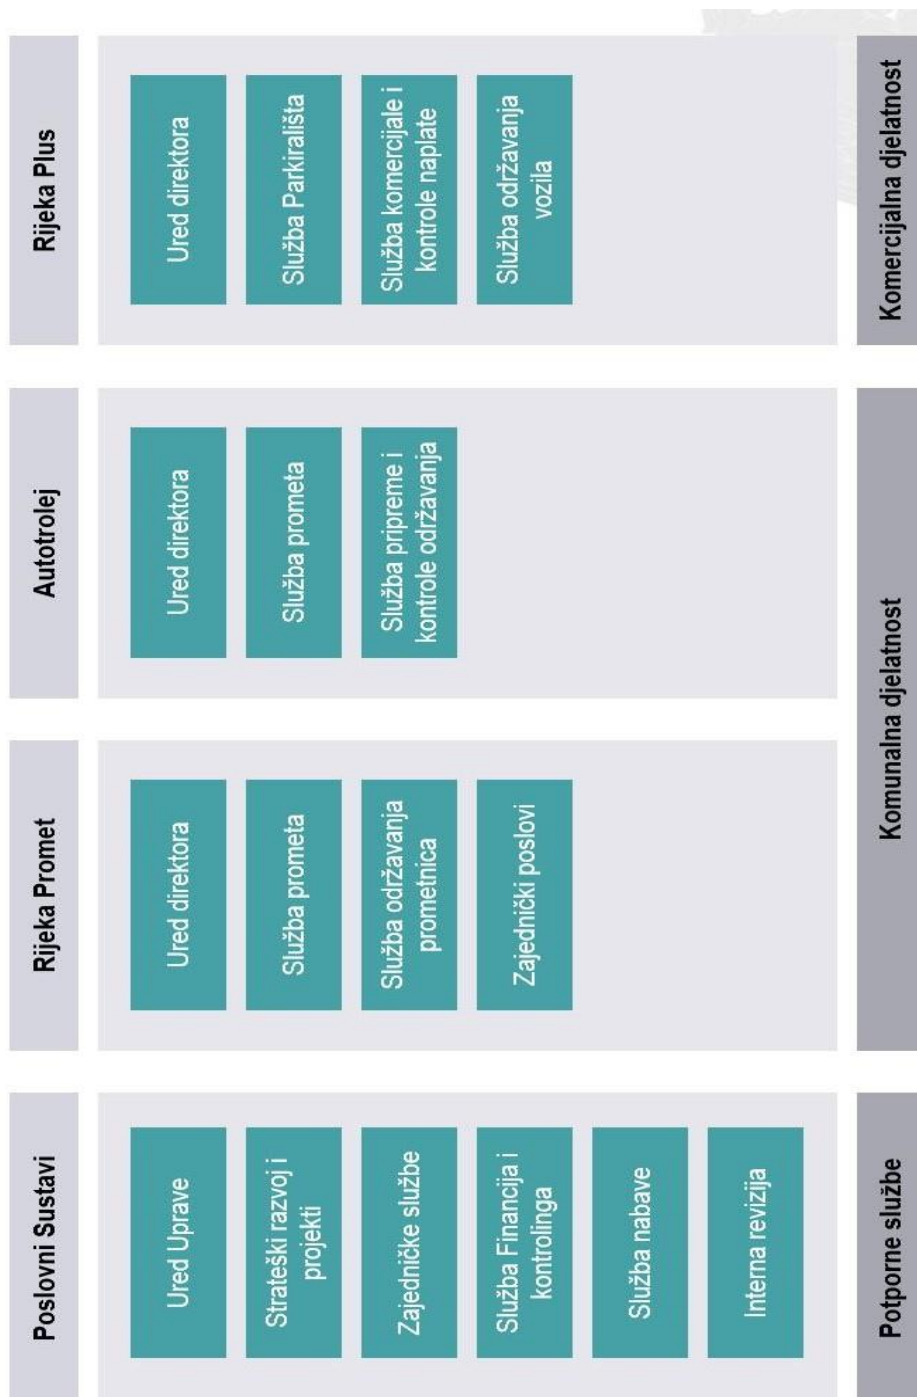 Poslovni Sustavi
Ured Uprave
Strateški razvoj i
projekti
Zajedničke službe
Služba Financija i
kontrolinga
Služba nabave
Interna revizija
Potporne službe
Rijeka Promet
Ured direktora
Služba prometa
Služba održavanja
prometnica
Zajednički poslovi
Autotrolej
Ured direktora
Služba prometa
Služba pripreme i
kontrole održavanja
Komunalna djelatnost
Rijeka Plus
Ured direktora
Služba Parkirališta
Služba komercijale i
kontrole naplate
Služba održavanja
vozila
Komercijalna djelatnost